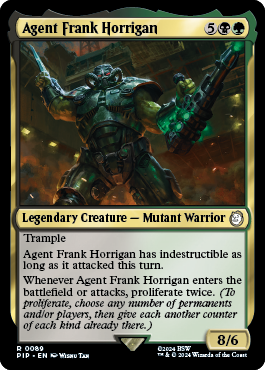 Agent Frank Horrigan 5
Legendary Creature — Mutant Warrior
Trample
Agent Frank Horrigan has indestructible as
long as it attacked this turn.
Whenever Agent Frank Horrigan enters the
battlefield or attacks, proliferate twice. (To
proliferate, choose any number of permanents
and/or players, then give each another counter
of each kind already there.)
8/6
R 0089
PIP • EN Wisnu Tan
©2024 BSW
™ & © 2024 Wizards of the Coast